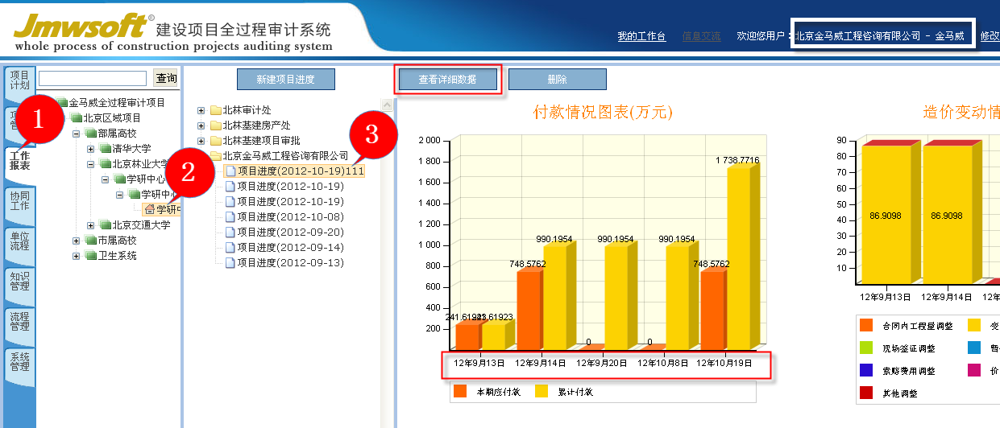 Jmwsoft® 建设项目全过程审计系统
whole process of construction projects auditing system
我的工作台 信息交流 欢迎您用户：北京金马威工程咨询有限公司 - 金马威 修改
项目计划
工作报表
协同工作
单位流程
知识管理
流程管理
系统管理
查询
金马威全过程审计项目
北京区域项目
部属高校
清华大学
北京林业大学
学研中心
学研中心
学研中
北京交通大学
市属高校
卫生系统
1
2
3
新建项目进度
查看详细数据
删除
北林审计处
北林基建房产处
北林基建项目审批
北京金马威工程咨询有限公司
项目进度(2012-10-19)111
项目进度(2012-10-19)
项目进度(2012-10-19)
项目进度(2012-10-08)
项目进度(2012-09-20)
项目进度(2012-09-14)
项目进度(2012-09-13)
付款情况图表(万元)
2 000
1 800
1 600
1 400
1 200
1 000
800
600
400
200
241.61923
241.61923
748.5762
990.1954
0
990.1954
0
990.1954
748.5762
1 738.7716
12年9月13日
12年9月14日
12年9月20日
12年10月8日
12年10月19日
本期应付款
累计付款
造价变动情
90
80
70
60
50
40
30
20
10
86.9098
86.9098
12年9月13日
12年9月14日
12年
合同内工程量调整
变
现场签证调整
暂
索赔费用调整
价
其他调整